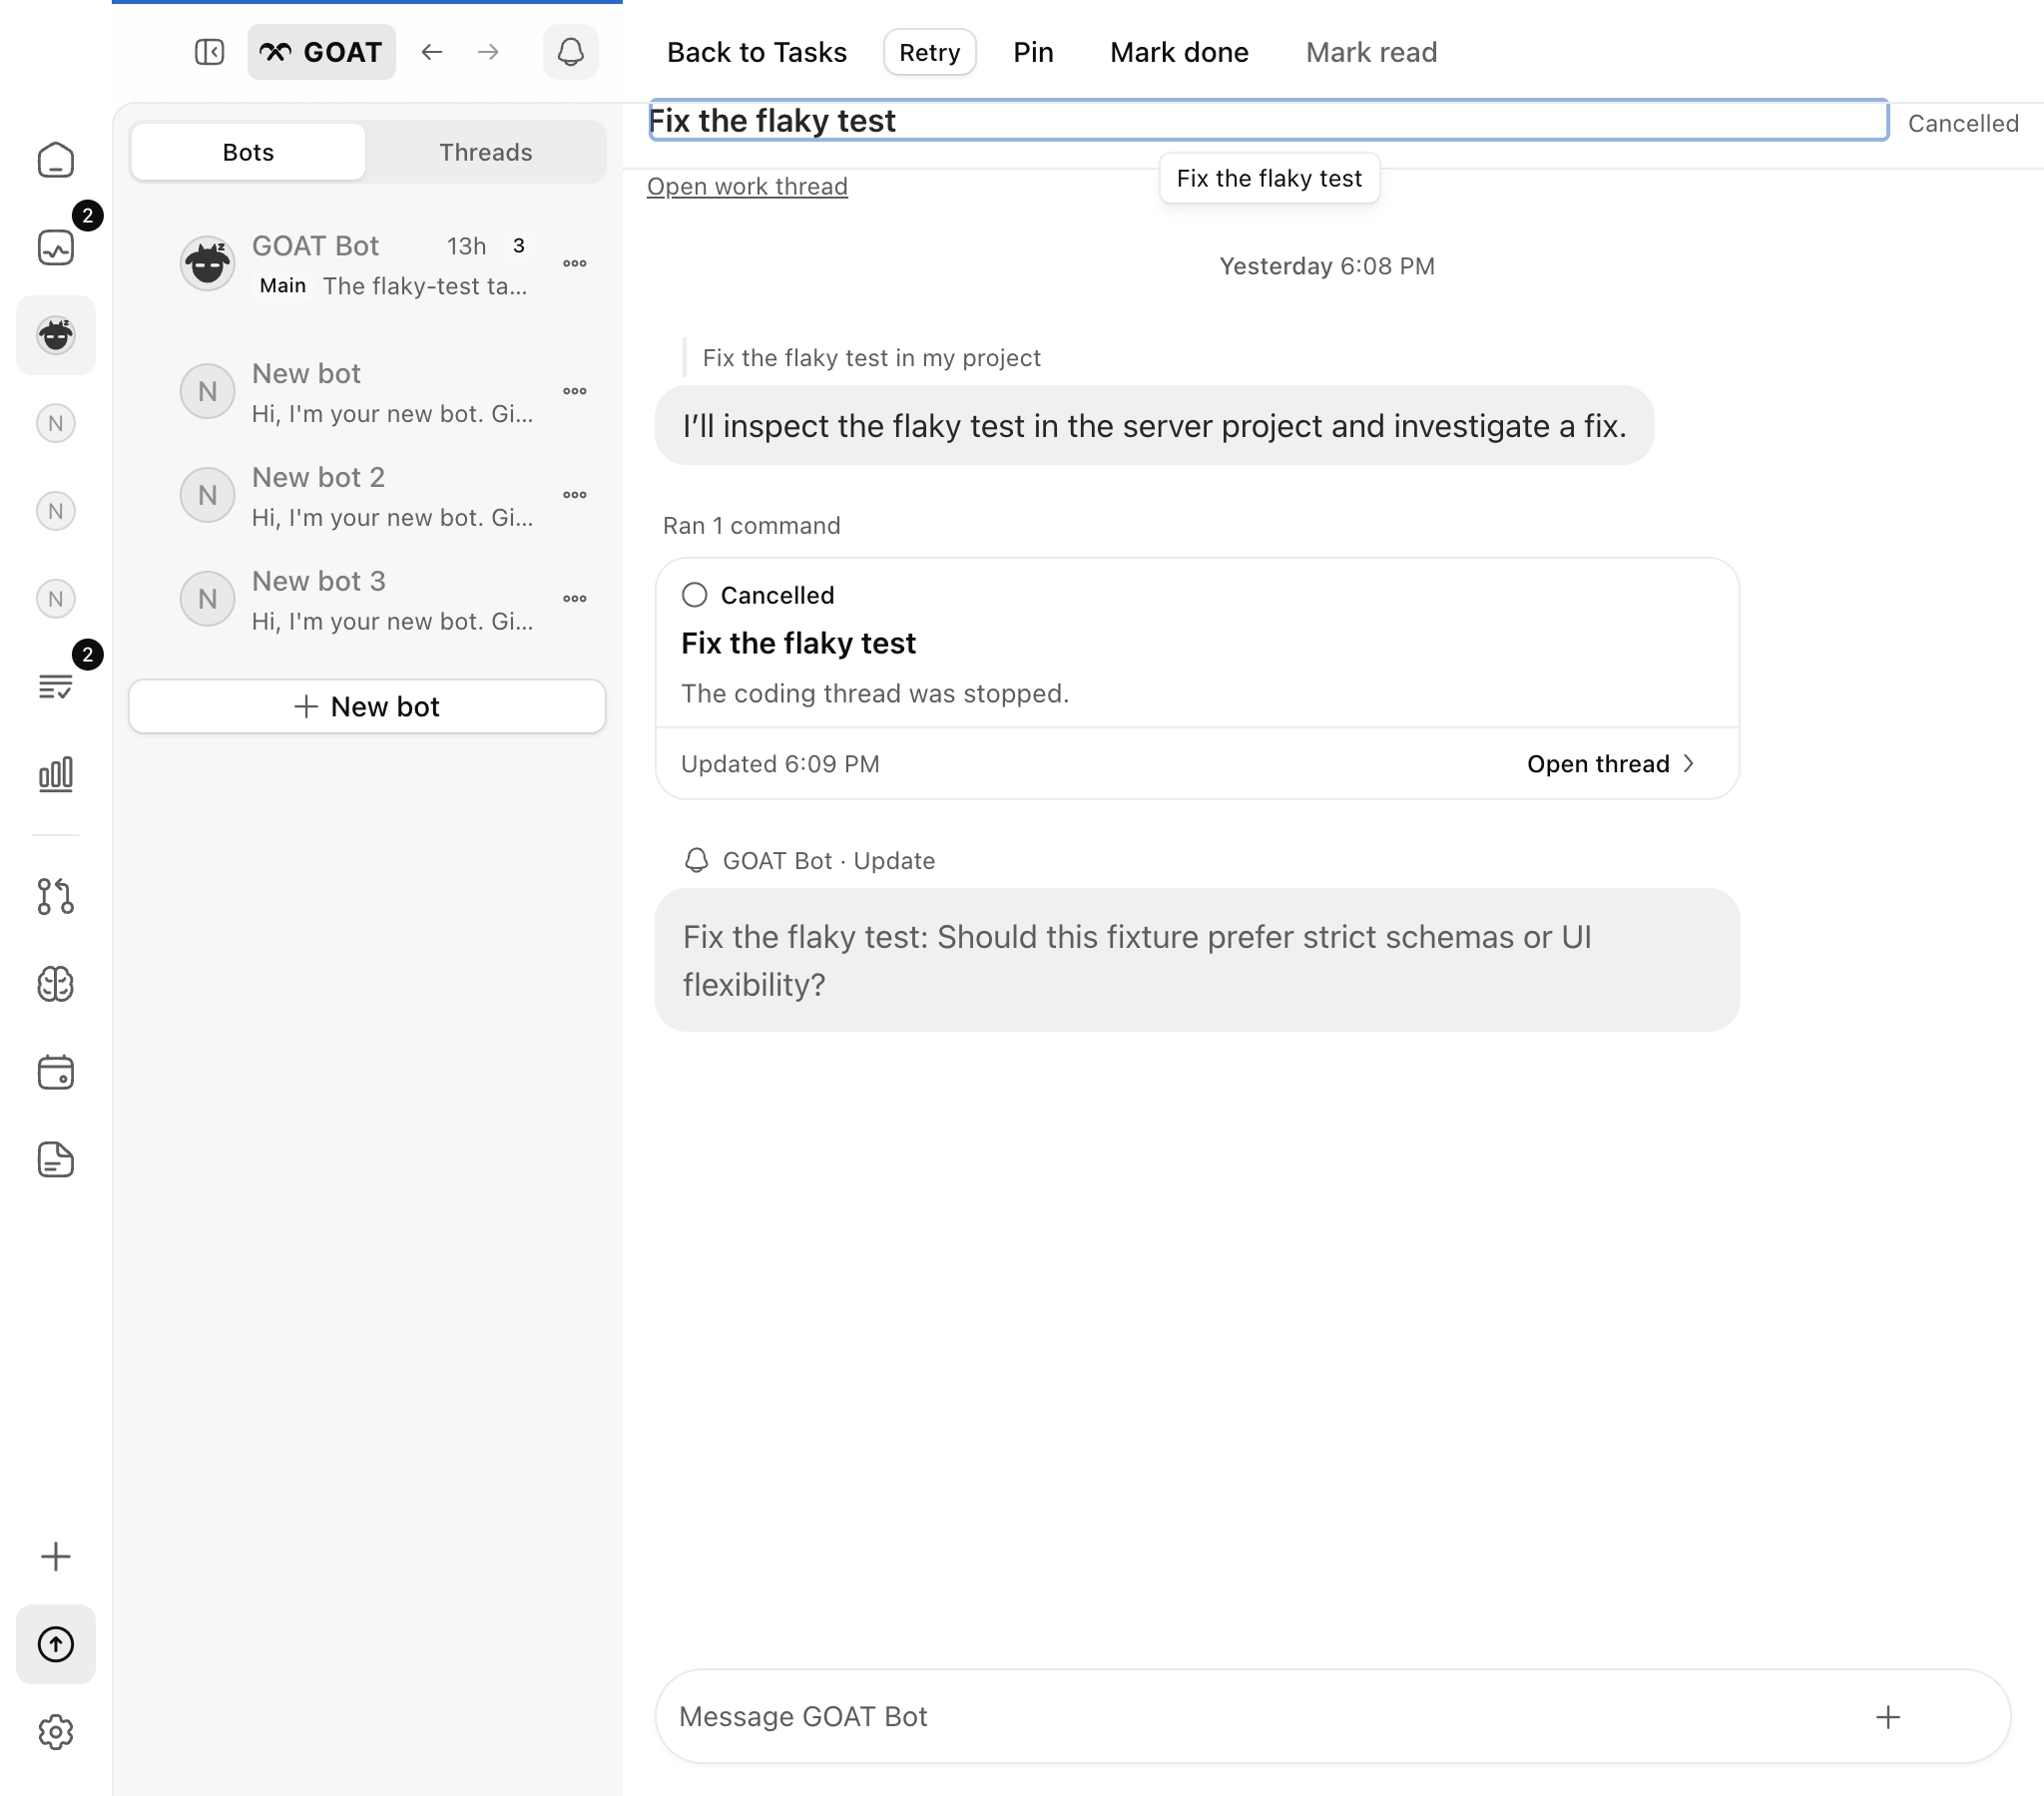 GOAT
Back to Tasks
Retry
Pin
Mark done
Mark read
Bots
Threads
2
GOAT Bot
13h
3
Main
The flaky-test ta...
N
New bot
Hi, I'm your new bot. Gi...
N
New bot 2
Hi, I'm your new bot. Gi...
N
New bot 3
Hi, I'm your new bot. Gi...
N
N
N
2
New bot
Fix the flaky test
Cancelled
Fix the flaky test
Open work thread
Yesterday 6:08 PM
Fix the flaky test in my project
I’ll inspect the flaky test in the server project and investigate a fix.
Ran 1 command
Cancelled
Fix the flaky test
The coding thread was stopped.
Updated 6:09 PM
Open thread
GOAT Bot · Update
Fix the flaky test: Should this fixture prefer strict schemas or UI
flexibility?
Message GOAT Bot